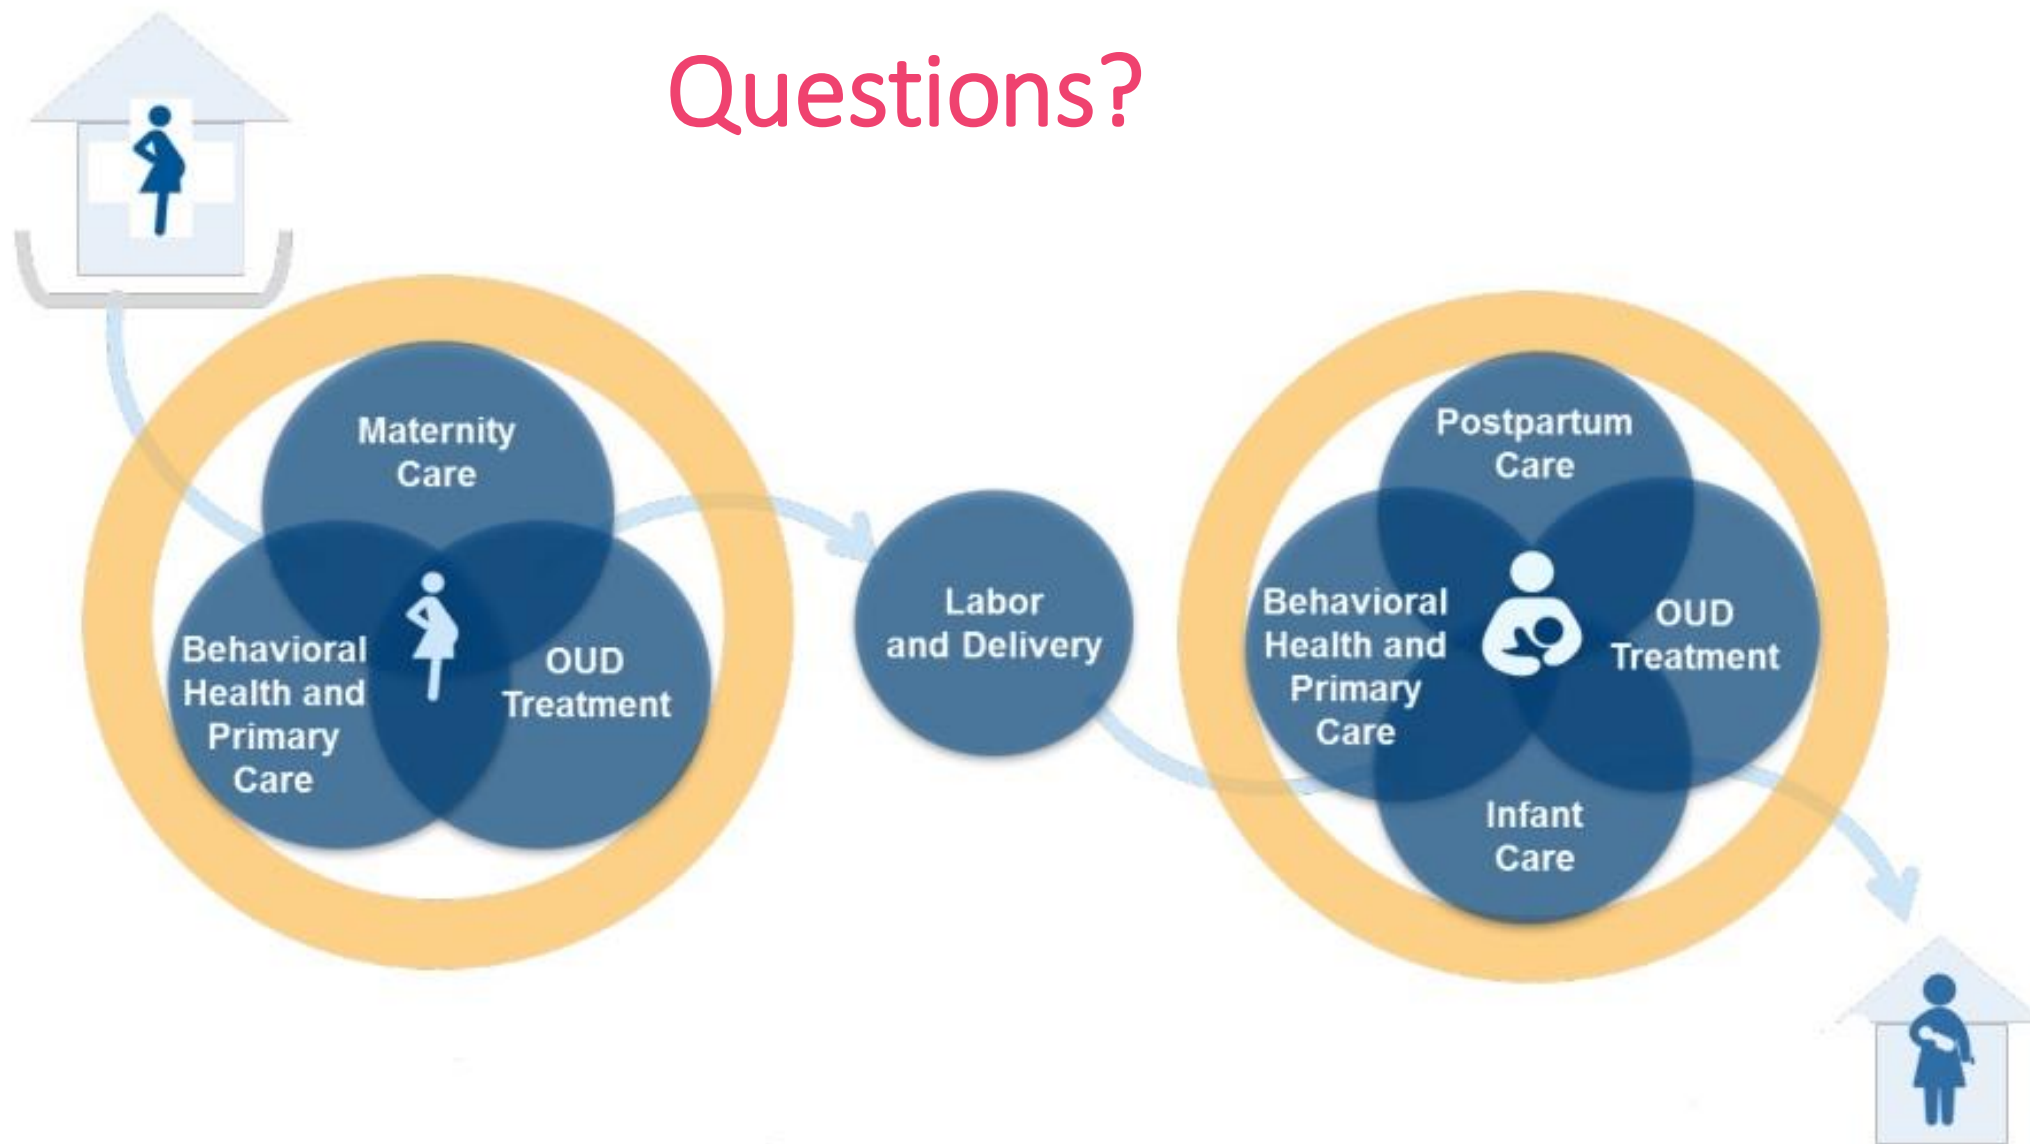 Questions?
Maternity
Care
Behavioral
Health and
Primary
Care
OUD
Treatment
Labor
and Delivery
Postpartum
Care
Behavioral
Health and
Primary
Care
OUD
Treatment
Infant
Care